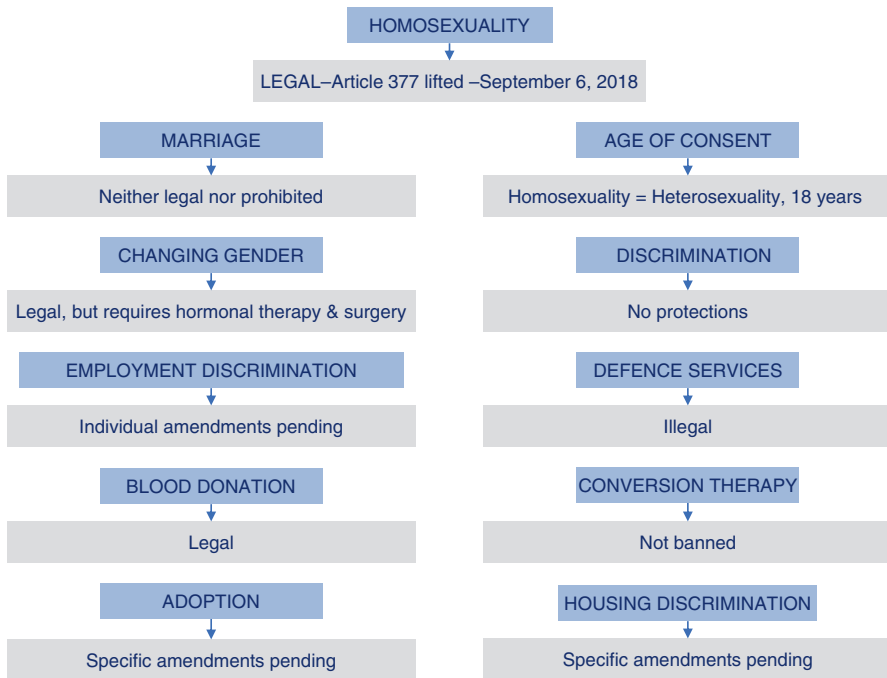 HOMOSEXUALITY
LEGAL–Article 377 lifted –September 6, 2018
MARRIAGE
Neither legal nor prohibited
AGE OF CONSENT
Homosexuality = Heterosexuality, 18 years
CHANGING GENDER
Legal, but requires hormonal therapy & surgery
DISCRIMINATION
No protections
EMPLOYMENT DISCRIMINATION
Individual amendments pending
DEFENCE SERVICES
Illegal
BLOOD DONATION
Legal
CONVERSION THERAPY
Not banned
ADOPTION
Specific amendments pending
HOUSING DISCRIMINATION
Specific amendments pending